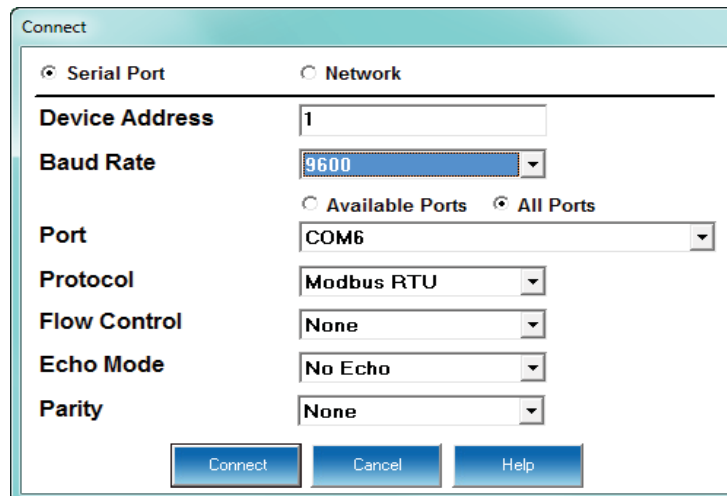 Connect
Serial Port Network
Device Address 1
Baud Rate 9600
Available Ports All Ports
Port COM6
Protocol Modbus RTU
Flow Control None
Echo Mode No Echo
Parity None
Connect Cancel Help